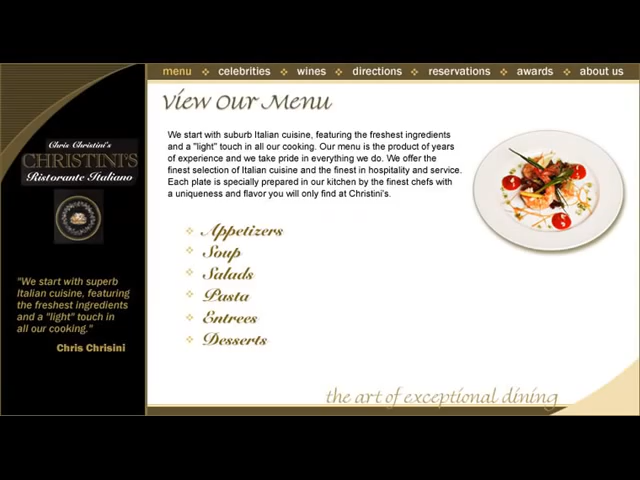 menu celebrities wines directions reservations awards about us
View Our Menu
We start with suburb Italian cuisine, featuring the freshest ingredients
and a "light" touch in all our cooking. Our menu is the product of years
of experience and we take pride in everything we do. We offer the
finest selection of Italian cuisine and the finest in hospitality and service.
Each plate is specially prepared in our kitchen by the finest chefs with
a uniqueness and flavor you will only find at Christini's.
Chris Christini's
CHRISTINI'S
Ristorante Italiano
Appetizers
Soup
Salads
Pasta
Entrees
Desserts
"We start with superb
Italian cuisine, featuring
the freshest ingredients
and a "light" touch in
all our cooking."
Chris Chrisini
the art of exceptional dining